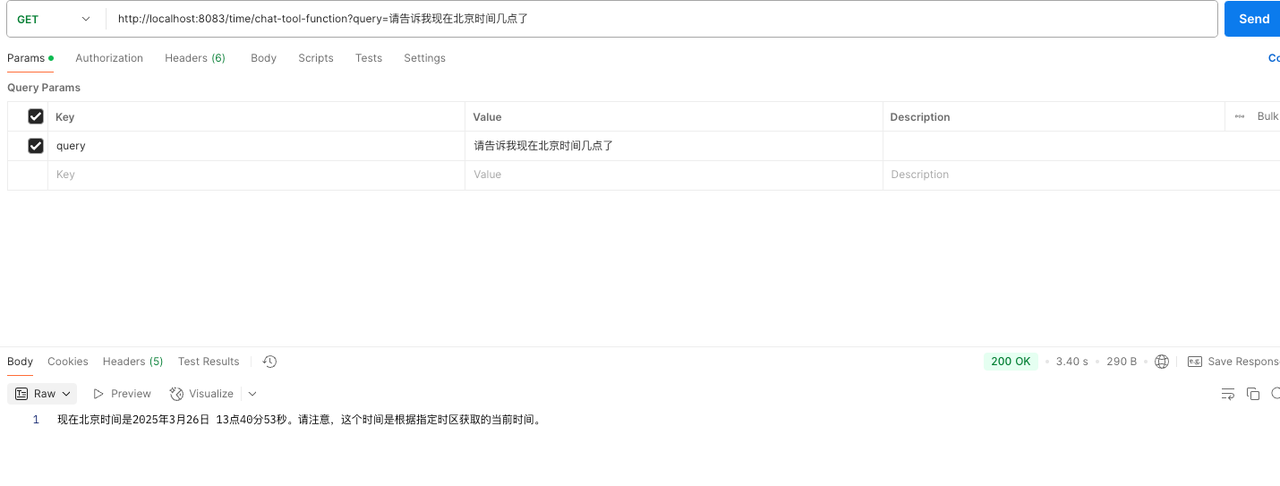 GET http://localhost:8083/time/chat-tool-function?query=请告诉我现在北京时间几点了 Send
Params Authorization Headers (6) Body Scripts Tests Settings Co
Query Params
Key Value Description Bulk
query 请告诉我现在北京时间几点了
Key Value Description
Body Cookies Headers (5) Test Results 200 OK 3.40 s 290 B Save Respons
Raw Preview Visualize
1 现在北京时间是2025年3月26日 13点40分53秒。请注意，这个时间是根据指定时区获取的当前时间。